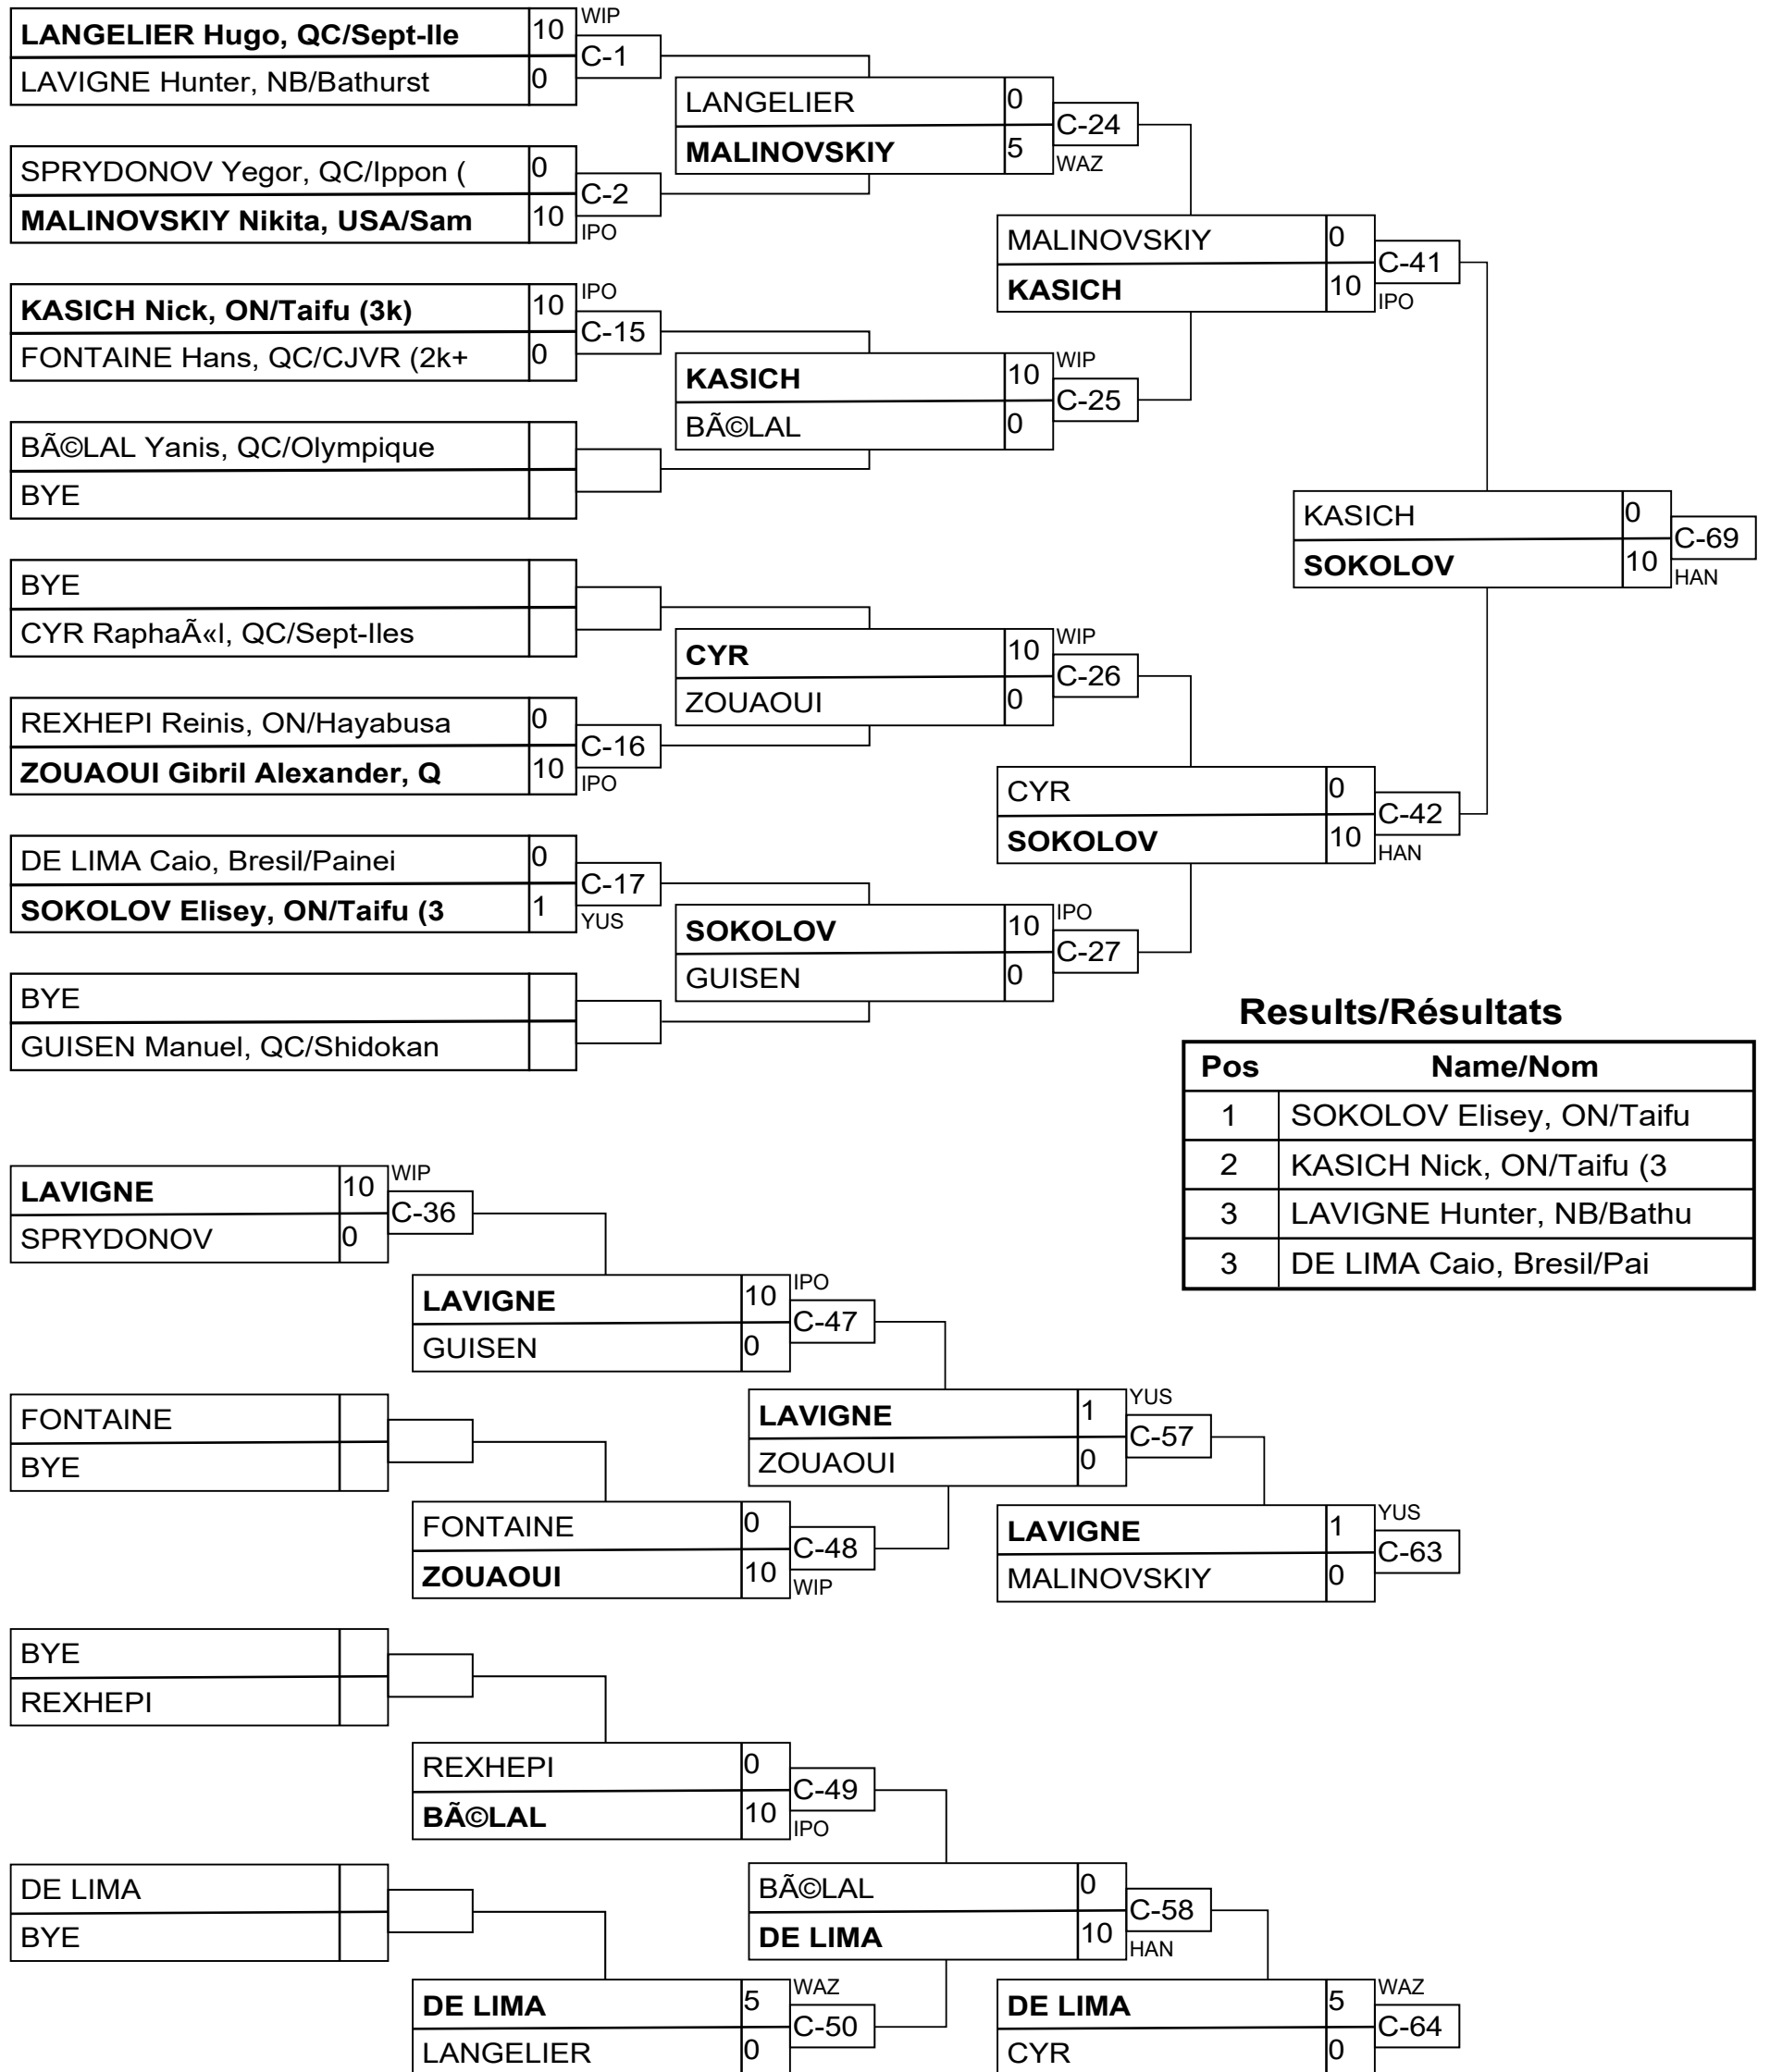 LANGELIER Hugo, QC/Sept-Ile 10 WIP
C-1
LAVIGNE Hunter, NB/Bathurst 0
SPRYDONOV Yegor, QC/Ippon ( 0
C-2
MALINOVSKIY Nikita, USA/Sam 10 IPO
KASICH Nick, ON/Taifu (3k) 10 IPO
C-15
FONTAINE Hans, QC/CJVR (2k+ 0
BÃ©LAL Yanis, QC/Olympique
BYE
BYE
CYR RaphaÃ«l, QC/Sept-Iles
REXHEPI Reinis, ON/Hayabusa 0
C-16
ZOUAOUI Gibril Alexander, Q 10 IPO
DE LIMA Caio, Bresil/Painei 0
C-17
SOKOLOV Elisey, ON/Taifu (3 1 YUS
BYE
GUISEN Manuel, QC/Shidokan
LANGELIER 0
C-24
MALINOVSKIY 5 WAZ
KASICH 10 WIP
C-25
BÃ©LAL 0
CYR 10 WIP
C-26
ZOUAOUI 0
SOKOLOV 10 IPO
C-27
GUISEN 0
MALINOVSKIY 0
C-41
KASICH 10 IPO
CYR 0
C-42
SOKOLOV 10 HAN
KASICH 0
C-69
SOKOLOV 10 HAN
Results/Résultats
Pos Name/Nom
1 SOKOLOV Elisey, ON/Taifu
2 KASICH Nick, ON/Taifu (3
3 LAVIGNE Hunter, NB/Bathu
3 DE LIMA Caio, Bresil/Pai
LAVIGNE 10 WIP
C-36
SPRYDONOV 0
FONTAINE
BYE
BYE
REXHEPI
DE LIMA
BYE
LAVIGNE 10 IPO
C-47
GUISEN 0
FONTAINE 0
C-48
ZOUAOUI 10 WIP
REXHEPI 0
C-49
BÃ©LAL 10 IPO
DE LIMA 5 WAZ
C-50
LANGELIER 0
LAVIGNE 1 YUS
C-57
ZOUAOUI 0
BÃ©LAL 0
C-58
DE LIMA 10 HAN
LAVIGNE 1 YUS
C-63
MALINOVSKIY 0
DE LIMA 5 WAZ
C-64
CYR 0